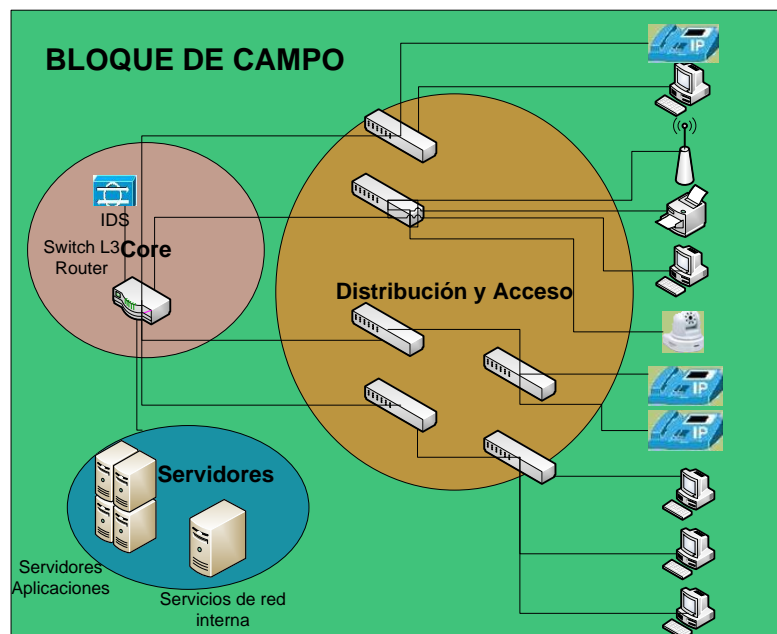 BLOQUE DE CAMPO
IP
IDS
Switch L3
Router
Core
Distribución y Acceso
IP
IP
Servidores
Servidores
Aplicaciones
Servicios de red
interna